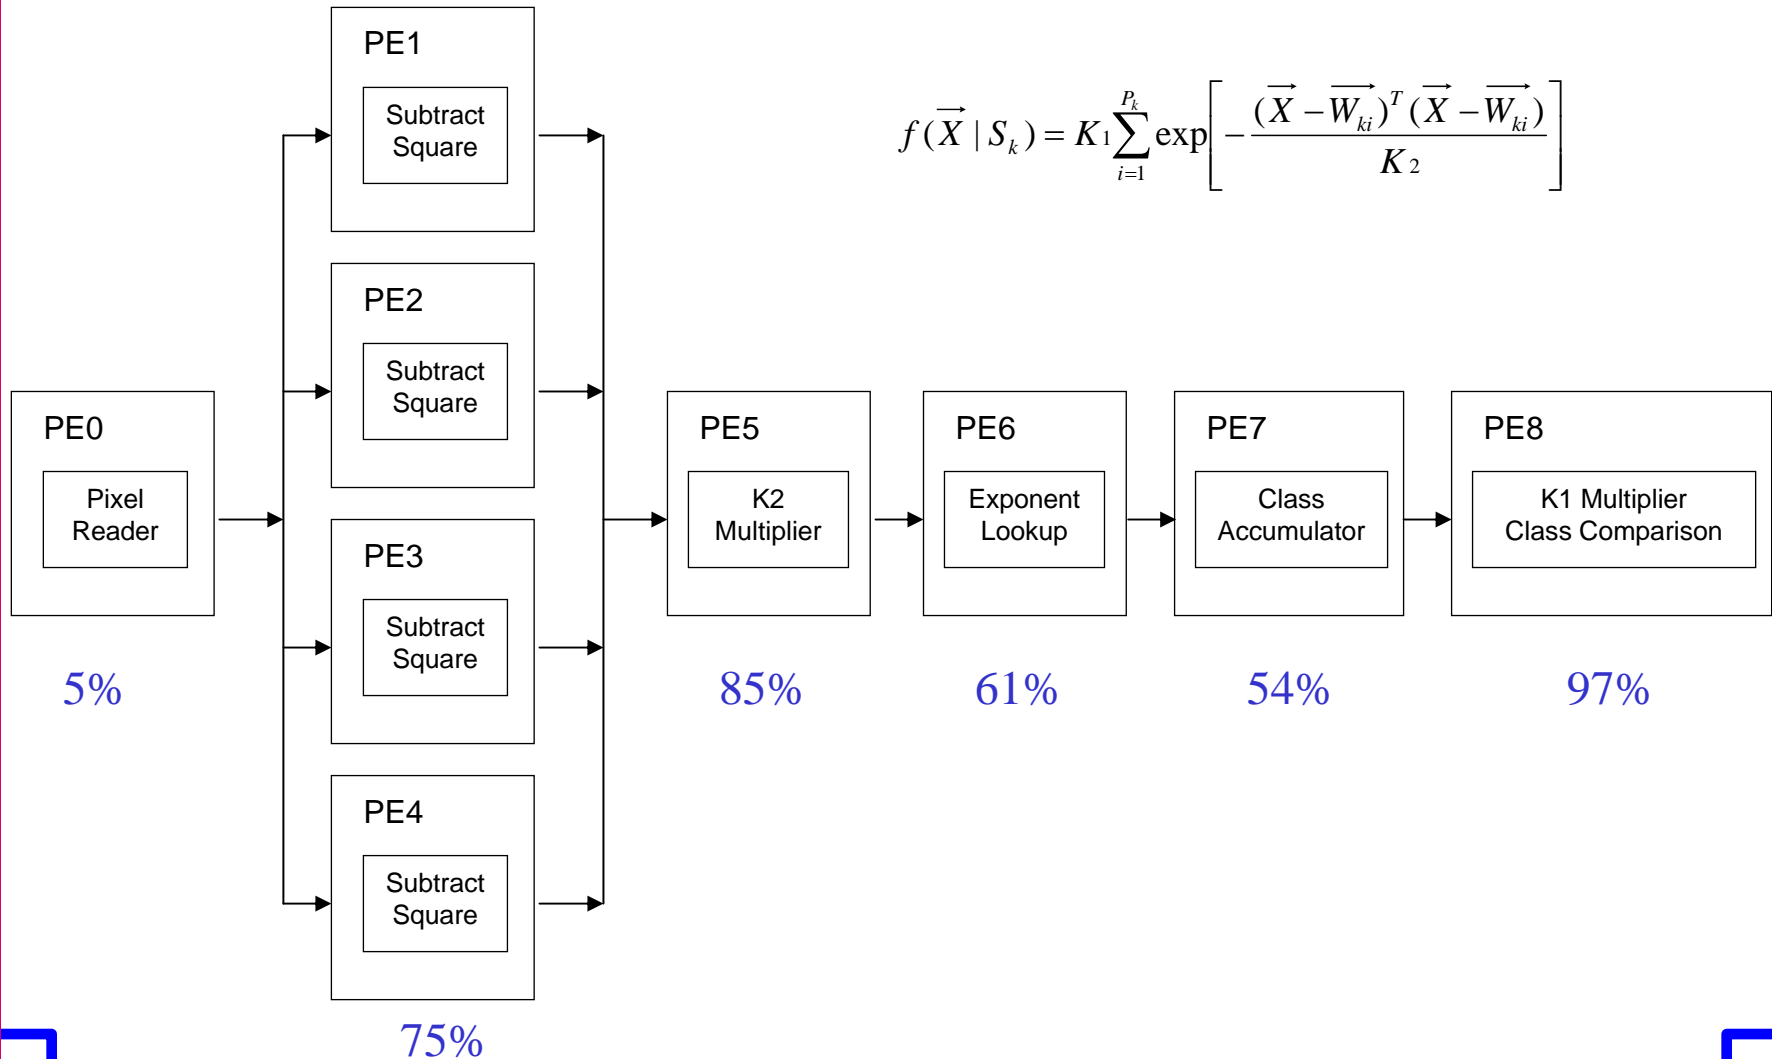 PE1
Subtract
Square
f(X | S_k) = K1 ∑_{i=1}^{P_k} exp[ - (X - W_ki)^T (X - W_ki) / K2 ]
PE2
Subtract
Square
PE0
Pixel
Reader
PE5
K2
Multiplier
PE6
Exponent
Lookup
PE7
Class
Accumulator
PE8
K1 Multiplier
Class Comparison
PE3
Subtract
Square
5%
85%
61%
54%
97%
PE4
Subtract
Square
75%